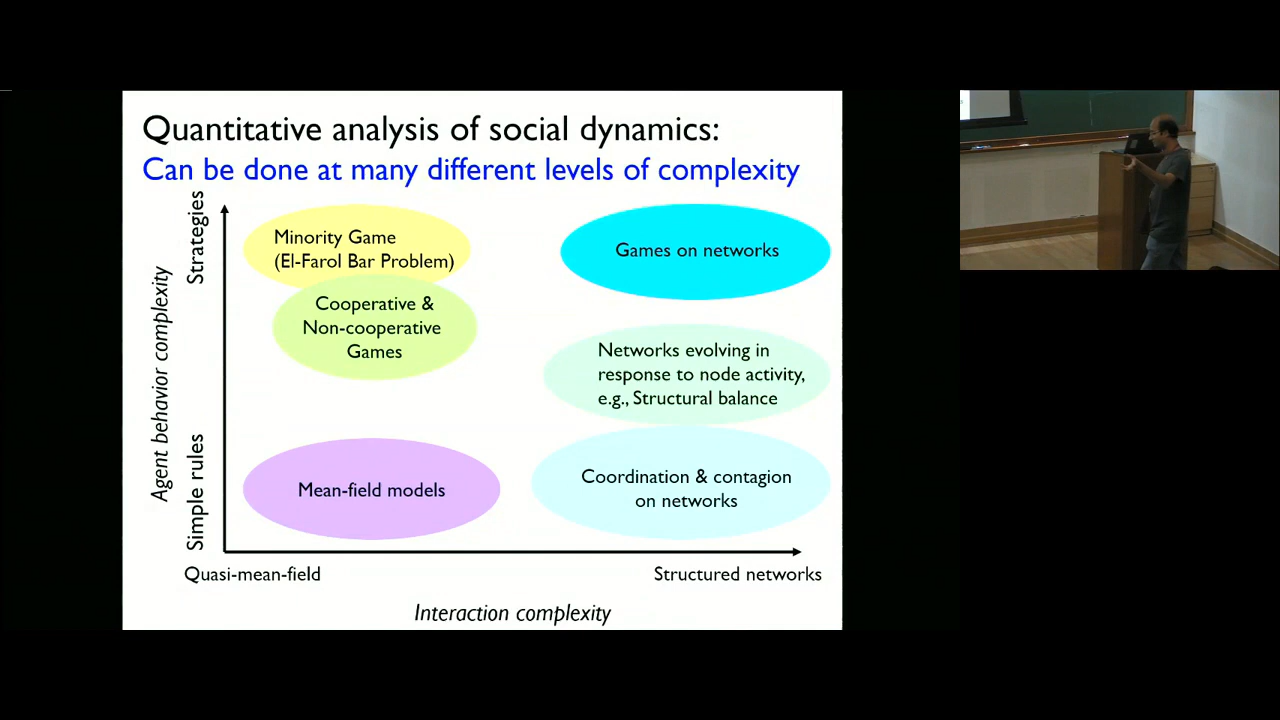 Quantitative analysis of social dynamics:
Can be done at many different levels of complexity
Strategies
Agent behavior complexity
Simple rules
Minority Game
(El-Farol Bar Problem)
Cooperative &
Non-cooperative
Games
Mean-field models
Games on networks
Networks evolving in
response to node activity,
e.g., Structural balance
Coordination & contagion
on networks
Quasi-mean-field
Structured networks
Interaction complexity